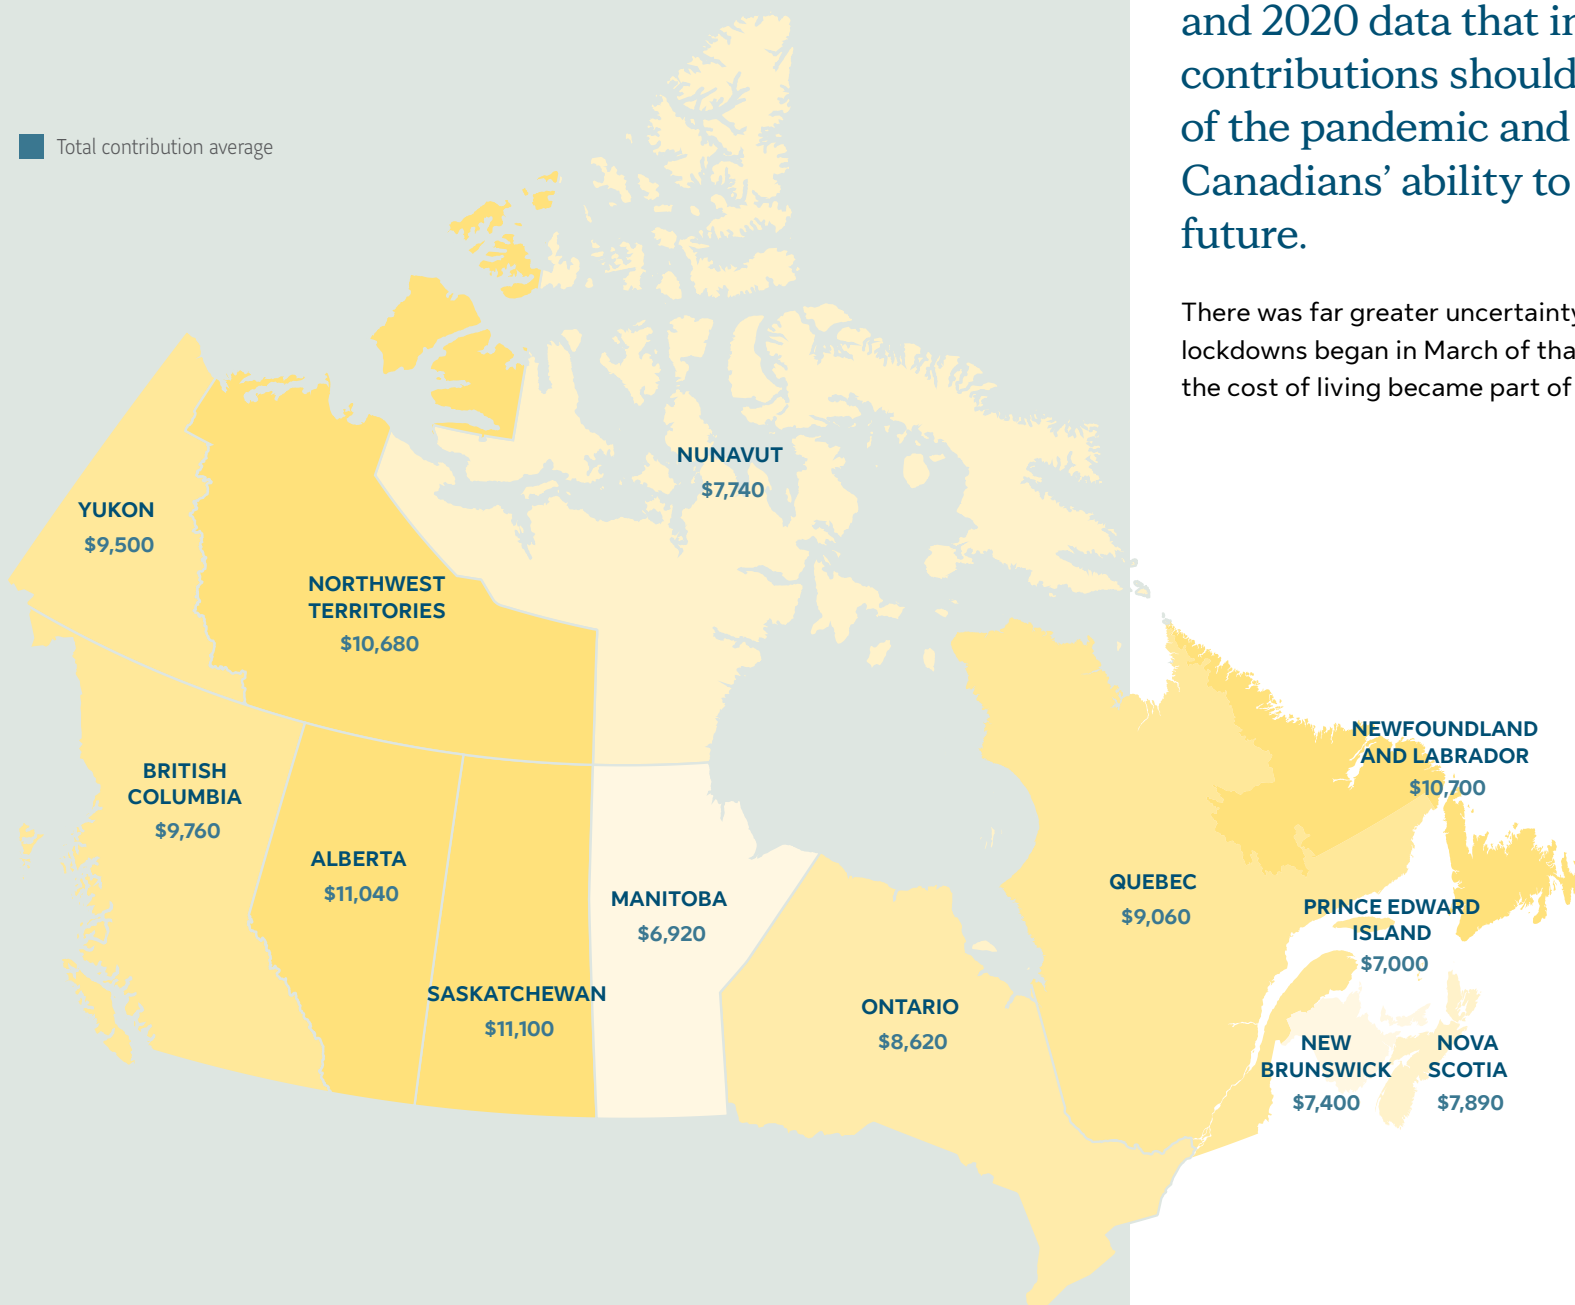 and 2020 data that
contributions should
of the pandemic and
Canadians’ ability to
future.
There was far greater uncertainty
lockdowns began in March of
the cost of living became part of
Total contribution average
NUNAVUT
$7,740
YUKON
$9,500
NORTHWEST
TERRITORIES
$10,680
BRITISH
COLUMBIA
$9,760
ALBERTA
$11,040
SASKATCHEWAN
$11,100
MANITOBA
$6,920
ONTARIO
$8,620
QUEBEC
$9,060
NEWFOUNDLAND
AND LABRADOR
$10,700
PRINCE EDWARD
ISLAND
$7,000
NEW
BRUNSWICK
$7,400
NOVA
SCOTIA
$7,890